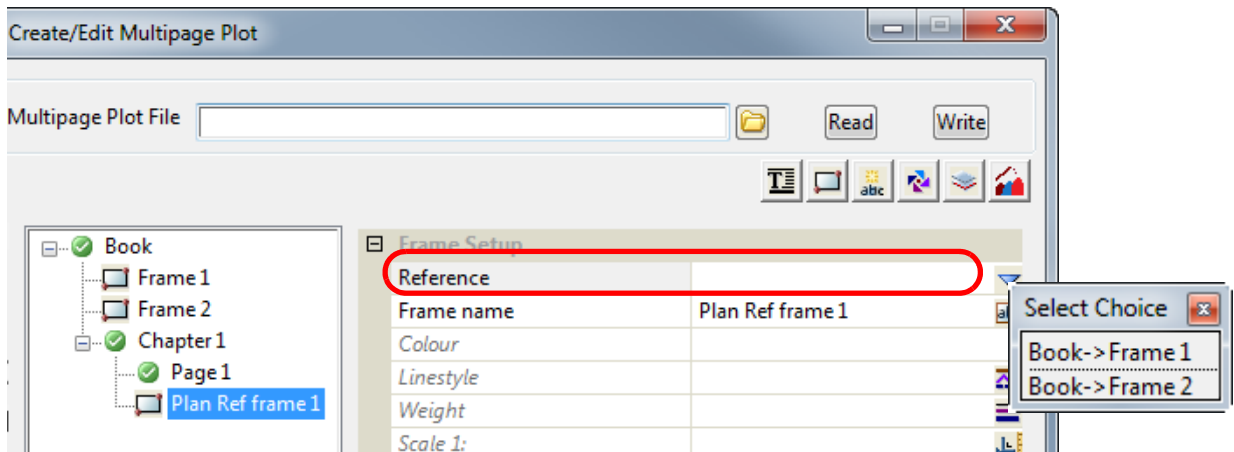 Create/Edit Multipage Plot
Multipage Plot File Read Write
T abc
Book
Frame 1
Frame 2
Chapter 1
Page 1
Plan Ref frame 1
Frame Setup
Reference
Frame name Plan Ref frame 1
Colour
Linestyle
Weight
Scale 1:
Select Choice
Book->Frame 1
Book->Frame 2